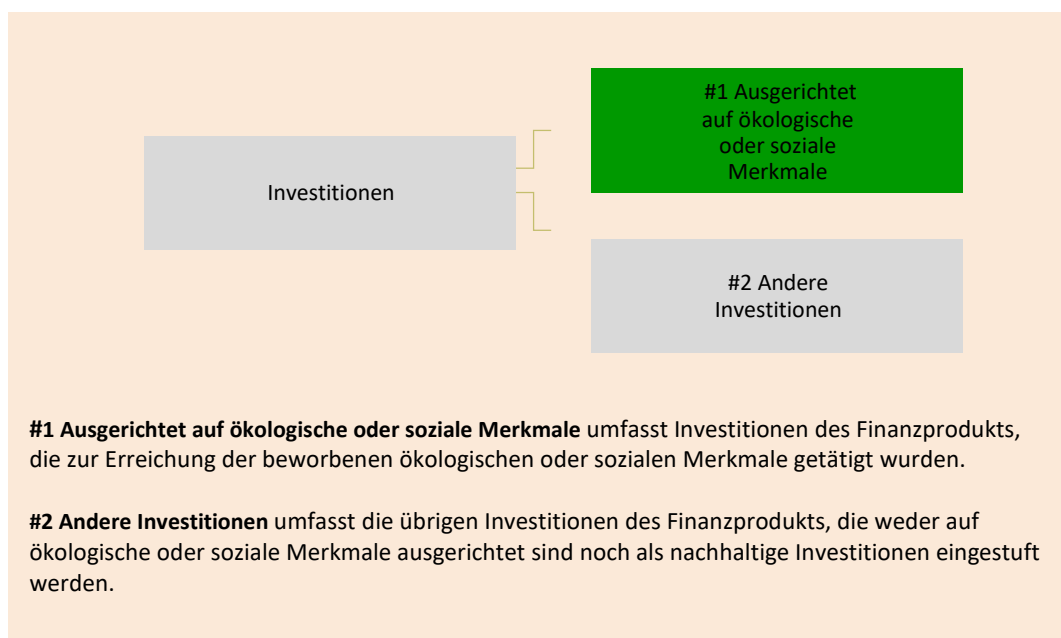 #1 Ausgerichtet
auf ökologische
oder soziale
Merkmale
Investitionen
#2 Andere
Investitionen
#1 Ausgerichtet auf ökologische oder soziale Merkmale umfasst Investitionen des Finanzprodukts,
die zur Erreichung der beworbenen ökologischen oder sozialen Merkmale getätigt wurden.
#2 Andere Investitionen umfasst die übrigen Investitionen des Finanzprodukts, die weder auf
ökologische oder soziale Merkmale ausgerichtet sind noch als nachhaltige Investitionen eingestuft
werden.